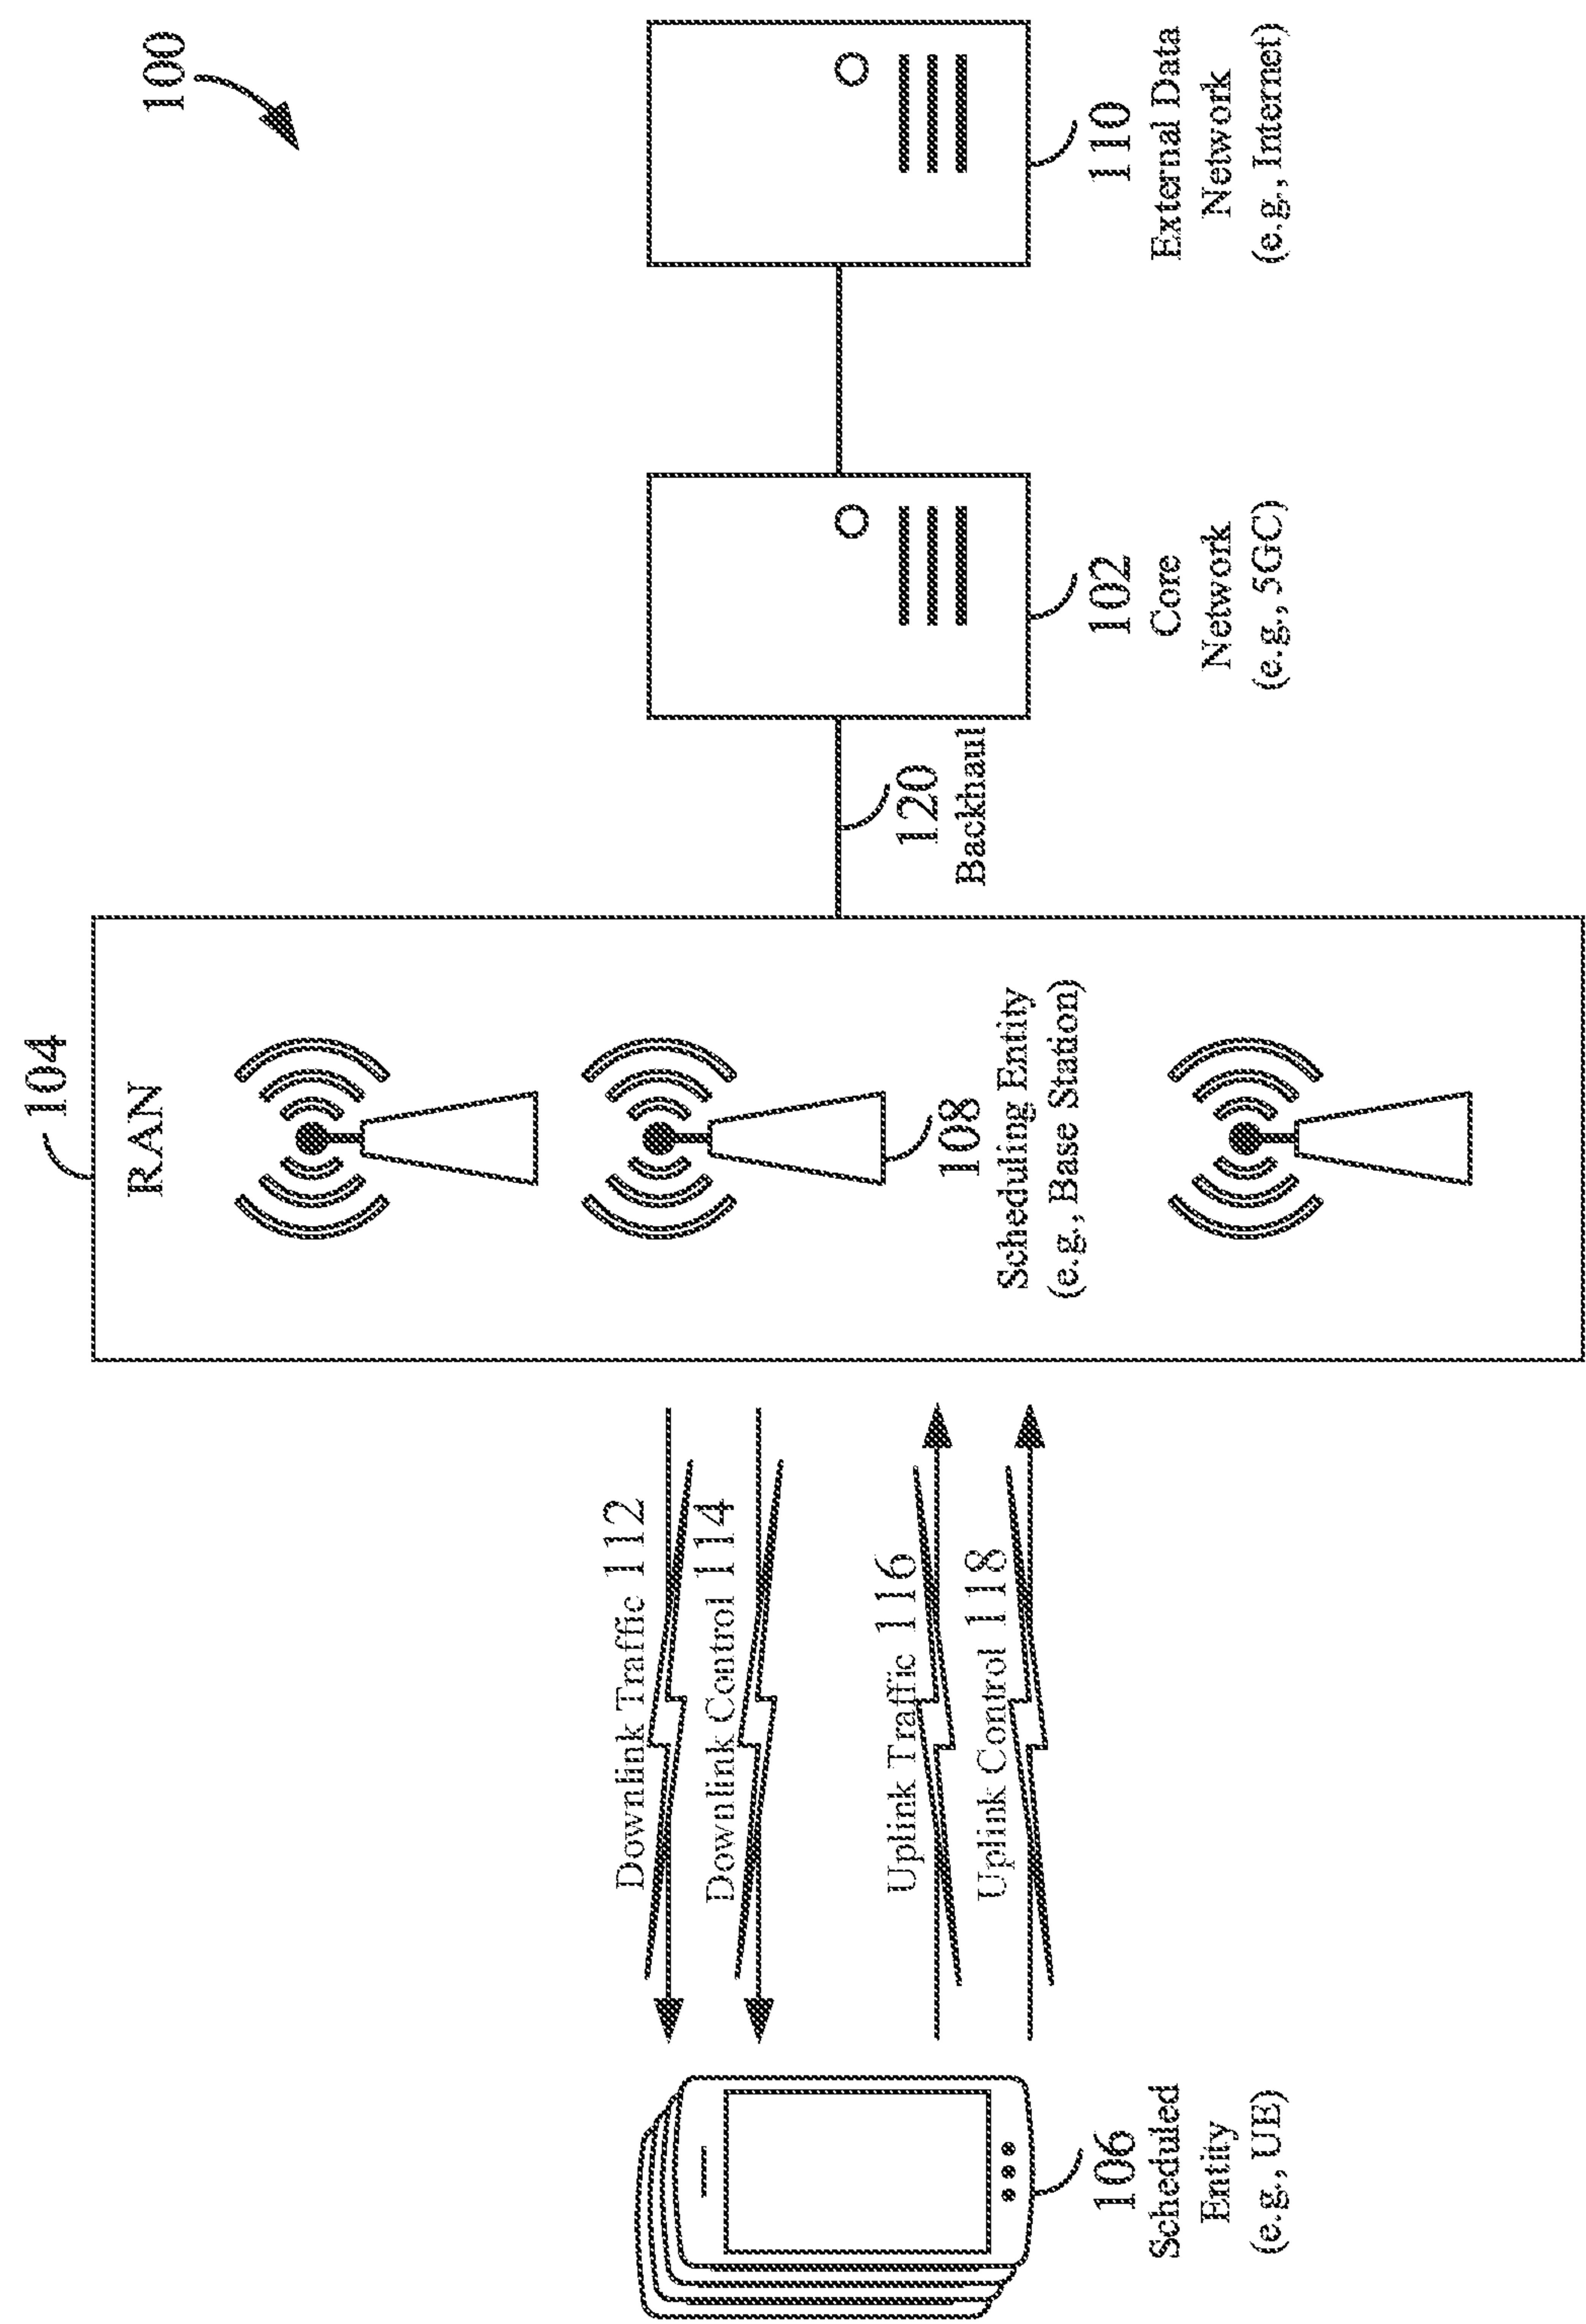 100
104
RAN
Downlink Traffic 112
Downlink Control 114
Uplink Traffic 116
Uplink Control 118
108
Scheduling Entity
(e.g., Base Station)
120
Backhaul
106
Scheduled
Entity
(e.g., UE)
102
Core
Network
(e.g., 5GC)
110
External Data
Network
(e.g., Internet)